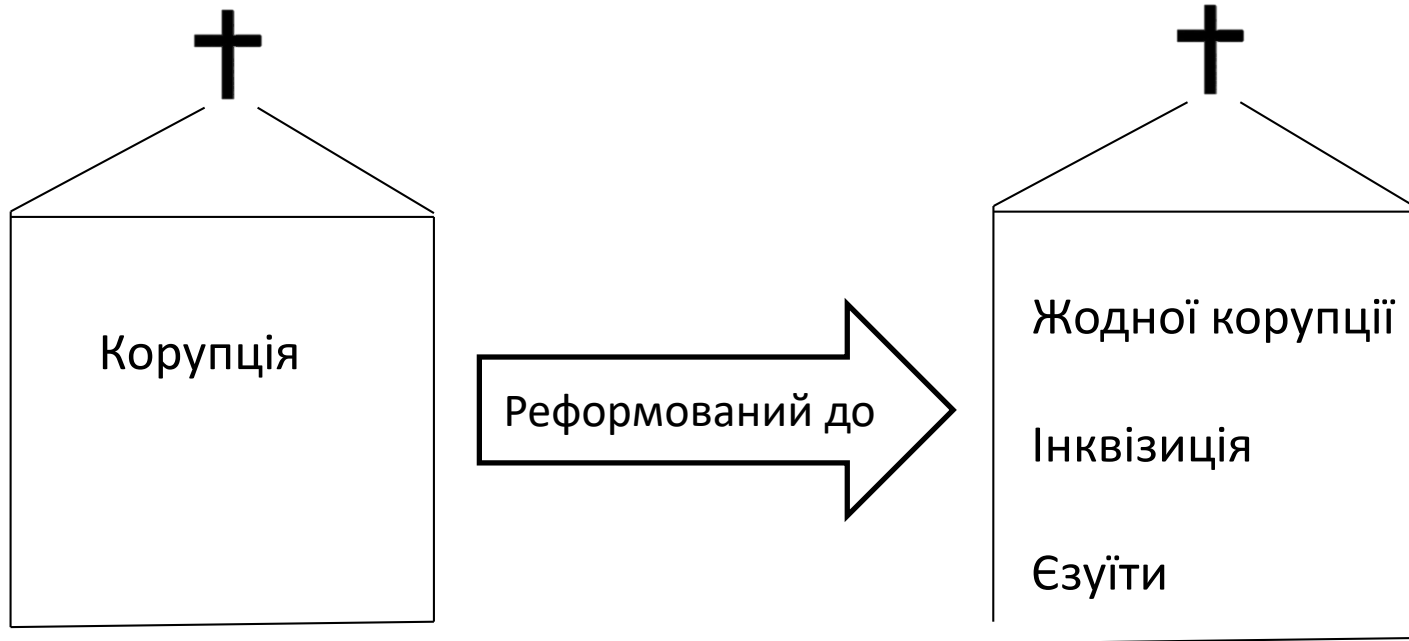 Корупція
Реформований до
Жодної корупції
Інквізиція
Єзуїти